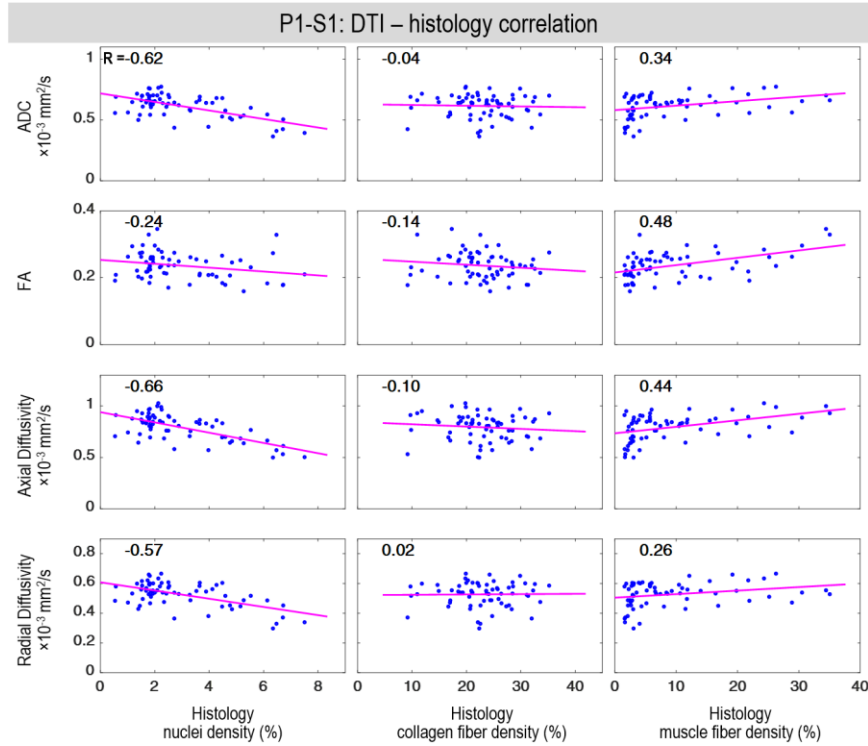 P1-S1: DTI – histology correlation
R =-0.62
-0.04
0.34
ADC
×10-3 mm2/s
1
0.5
0
-0.24
-0.14
0.48
FA
0.4
0.2
0
-0.66
-0.10
0.44
Axial Diffusivity
×10-3 mm2/s
1
0.5
0
-0.57
0.02
0.26
Radial Diffusivity
×10-3 mm2/s
0.8
0.6
0.4
0.2
0
0 2 4 6 8
0 10 20 30 40
0 10 20 30 40
Histology
nuclei density (%)
Histology
collagen fiber density (%)
Histology
muscle fiber density (%)